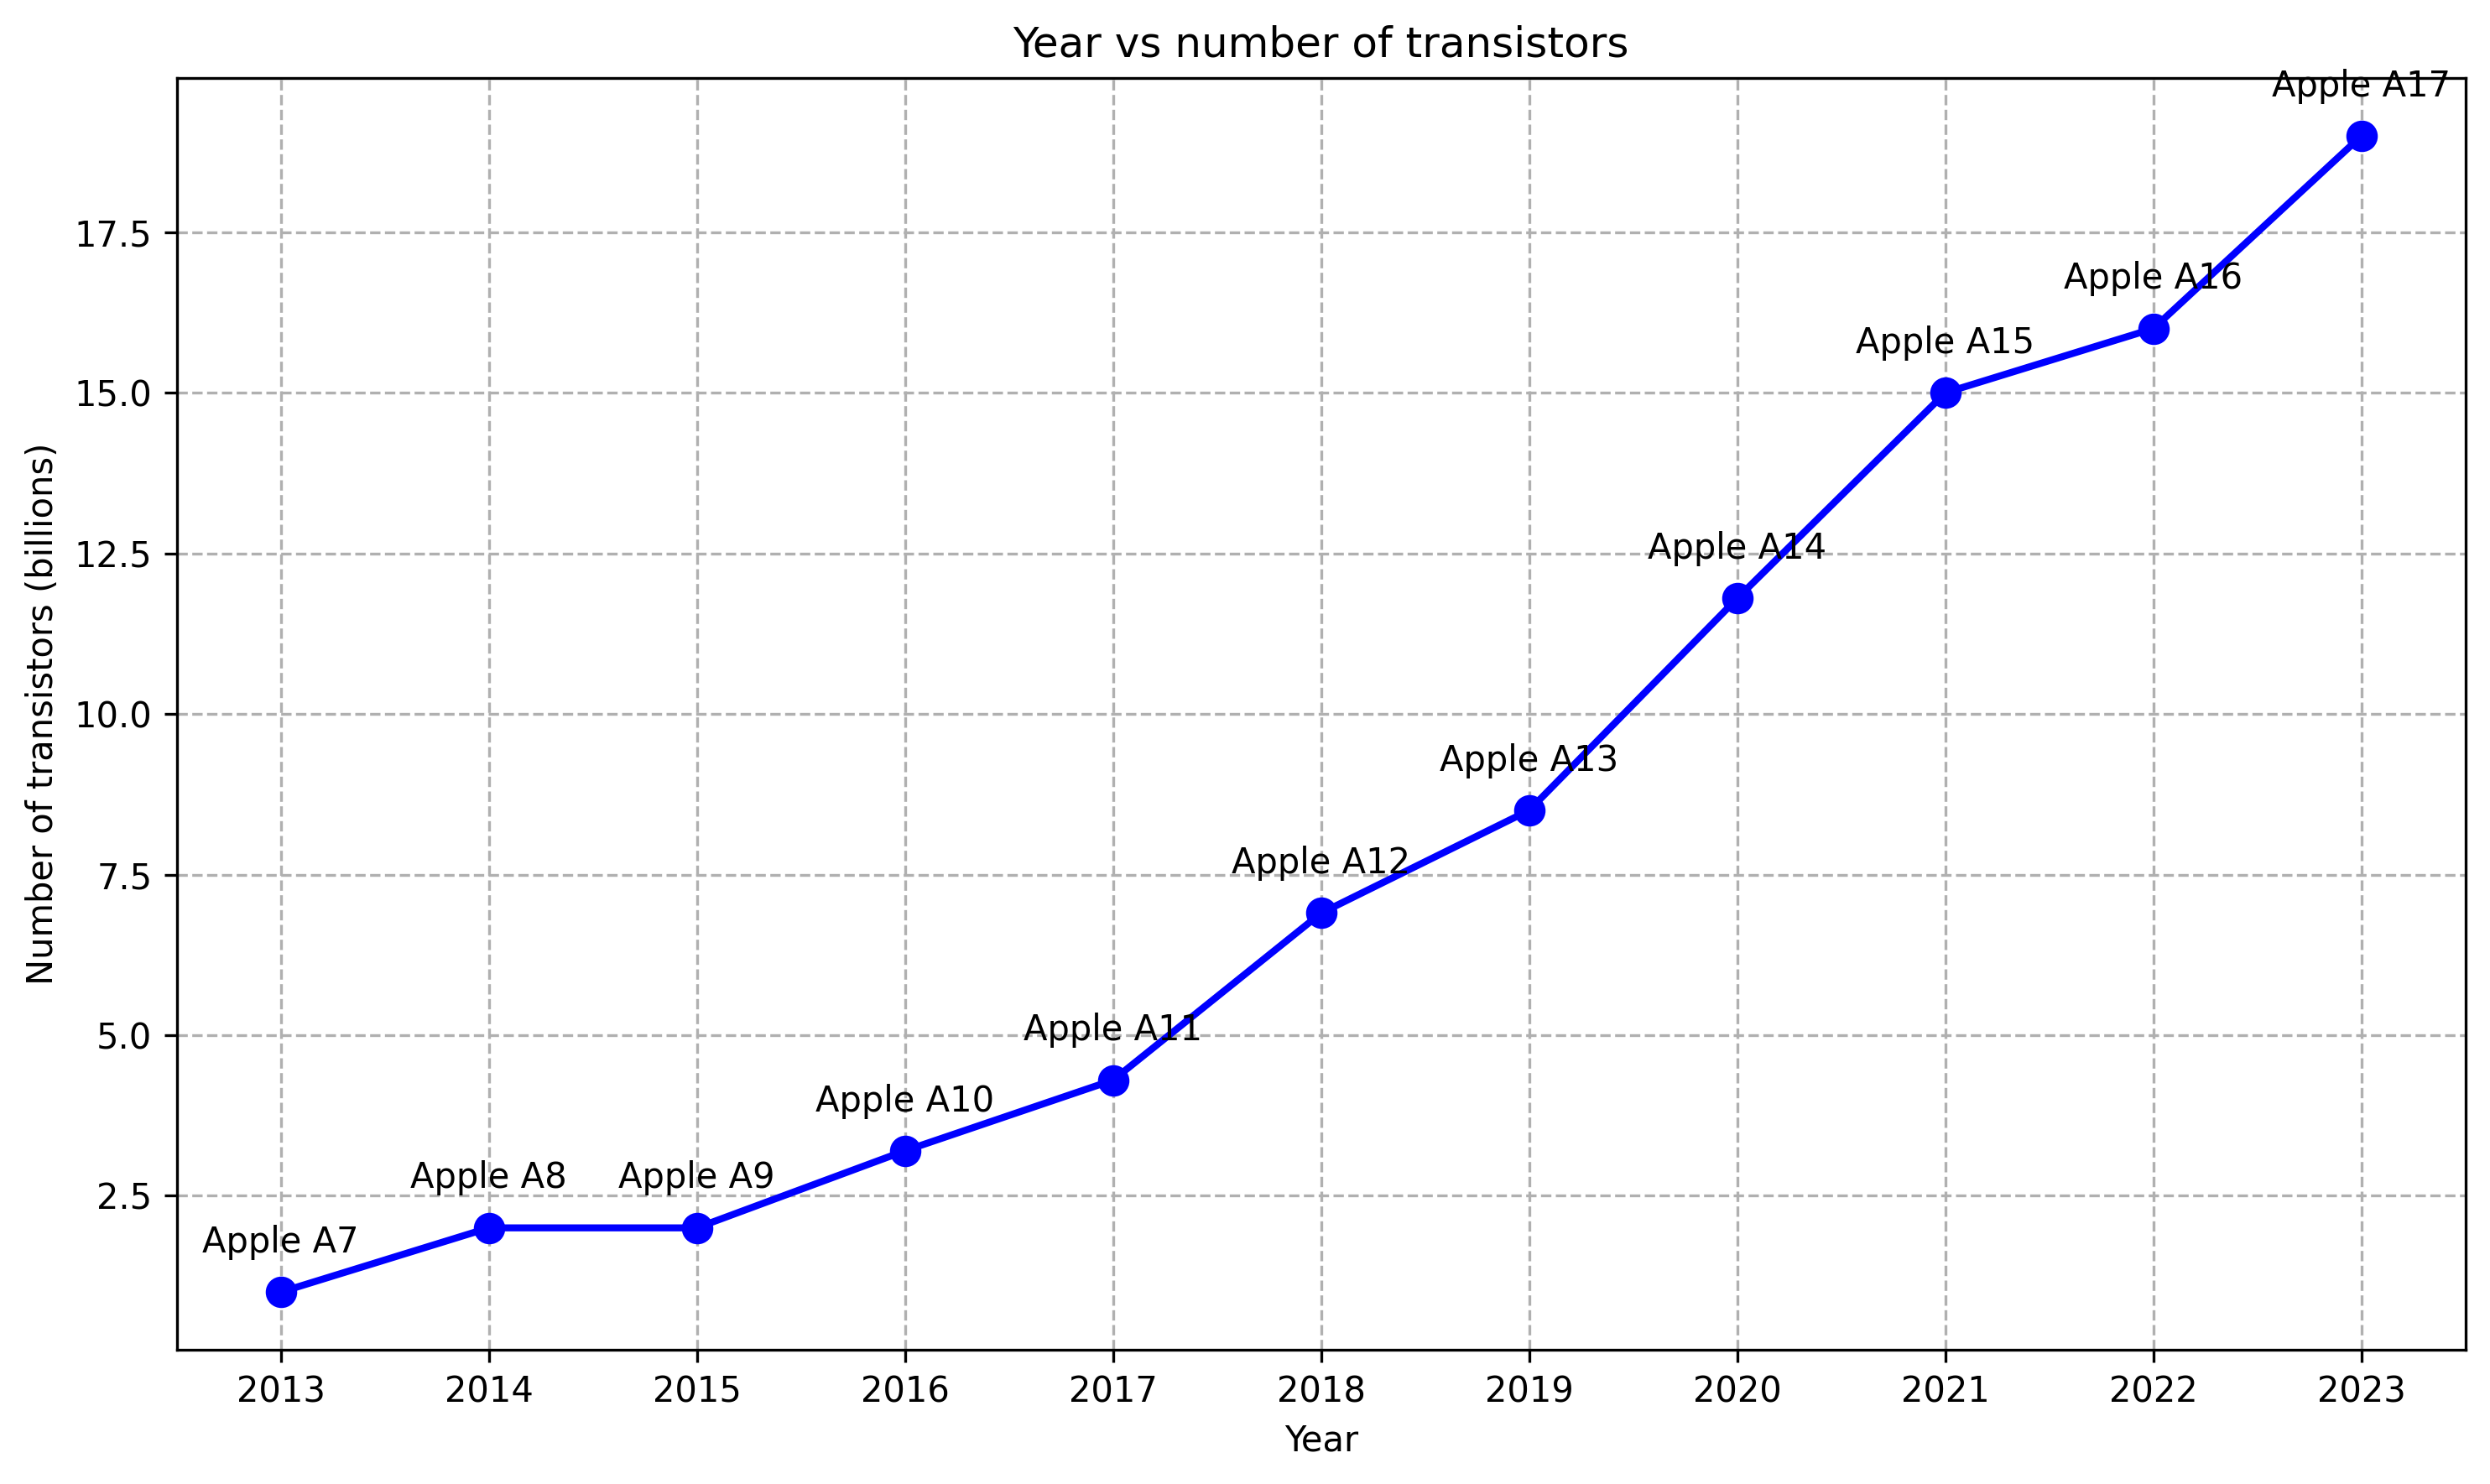 Year vs number of transistors
Apple A17
17.5
Apple A16
Apple A15
15.0
Apple A14
12.5
Number of transistors (billions)
10.0
Apple A13
Apple A12
7.5
Apple A11
5.0
Apple A10
Apple A8
Apple A9
2.5
Apple A7
2013
2014
2015
2016
2017
2018
2019
2020
2021
2022
2023
Year